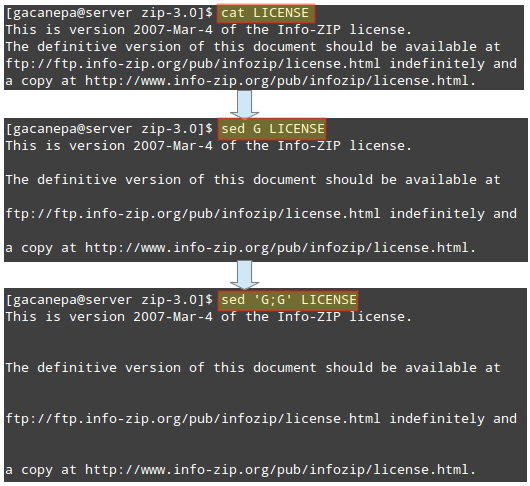 [gacanepa@server zip-3.0]$ cat LICENSE
This is version 2007-Mar-4 of the Info-ZIP license.
The definitive version of this document should be available at
ftp://ftp.info-zip.org/pub/infozip/license.html indefinitely and
a copy at http://www.info-zip.org/pub/infozip/license.html.
[gacanepa@server zip-3.0]$ sed G LICENSE
This is version 2007-Mar-4 of the Info-ZIP license.
The definitive version of this document should be available at
ftp://ftp.info-zip.org/pub/infozip/license.html indefinitely and
a copy at http://www.info-zip.org/pub/infozip/license.html.
[gacanepa@server zip-3.0]$ sed 'G;G' LICENSE
This is version 2007-Mar-4 of the Info-ZIP license.
The definitive version of this document should be available at
ftp://ftp.info-zip.org/pub/infozip/license.html indefinitely and
a copy at http://www.info-zip.org/pub/infozip/license.html.